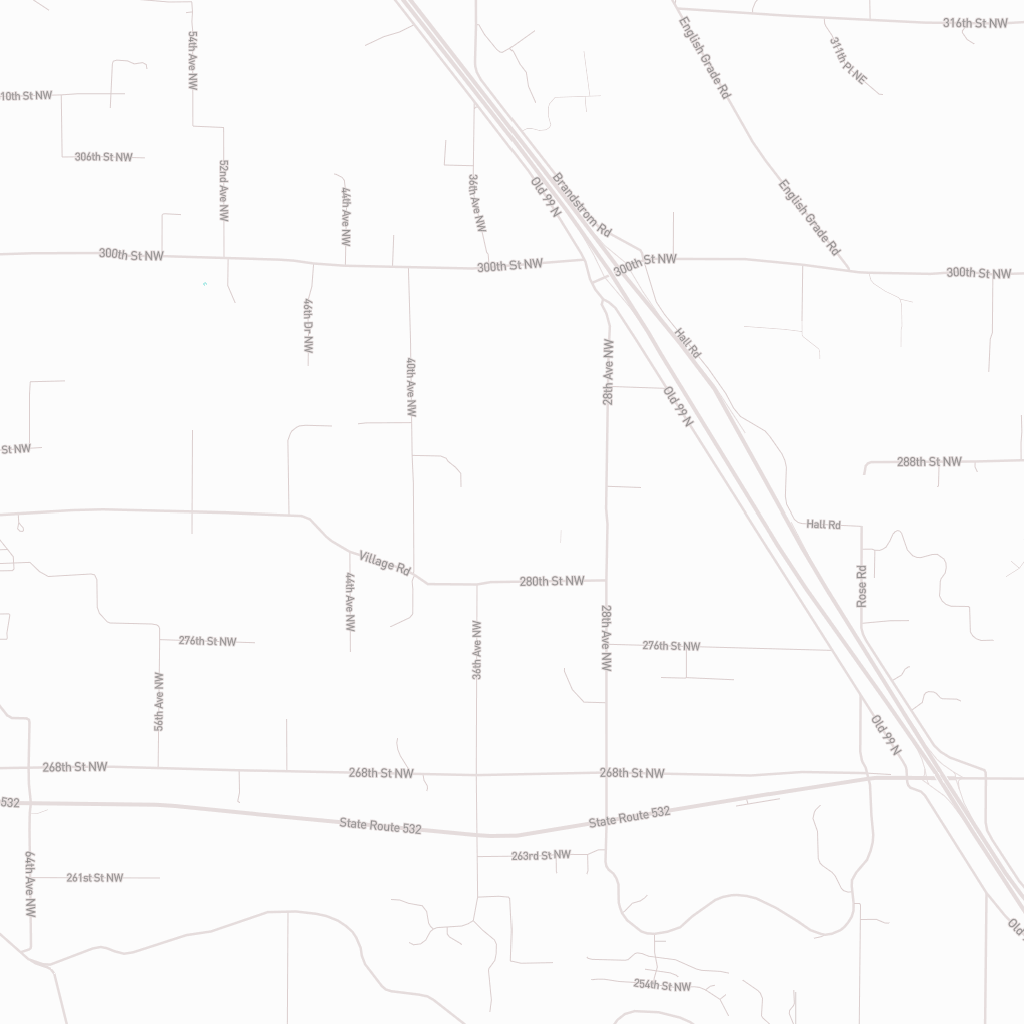 316th St NW
English Grade Rd
54th Ave NW
311th Pl NE
10th St NW
306th St NW
52nd Ave NW
44th Ave NW
36th Ave NW
Old 99 N
Brandstrom Rd
English Grade Rd
300th St NW
300th St NW
300th St NW
300th St NW
46th Dr NW
Hall Rd
28th Ave NW
40th Ave NW
Old 99 N
St NW
288th St NW
Hall Rd
Village Rd
280th St NW
Rose Rd
44th Ave NW
28th Ave NW
276th St NW
36th Ave NW
276th St NW
56th Ave NW
Old 99 N
268th St NW
268th St NW
268th St NW
532
State Route 532
State Route 532
263rd St NW
261st St NW
64th Ave NW
Old
254th St NW